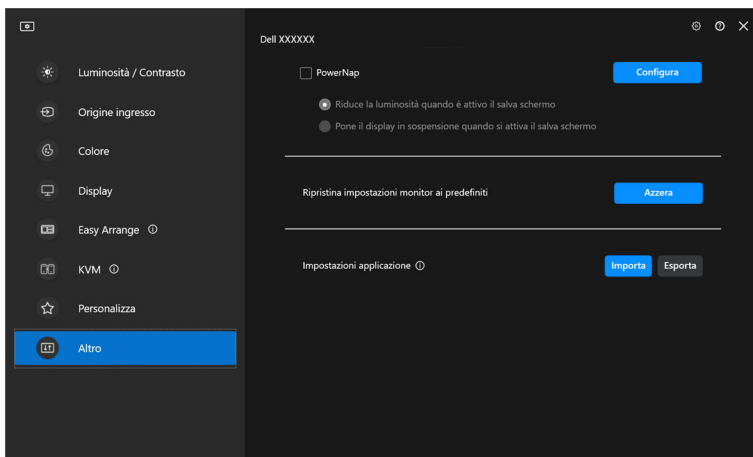 Dell XXXXXX
Luminosità / Contrasto
Origine ingresso
Colore
Display
Easy Arrange
KVM
Personalizza
Altro
PowerNap
Configura
Riduce la luminosità quando è attivo il salva schermo
Pone il display in sospensione quando si attiva il salva schermo
Ripristina impostazioni monitor ai predefiniti
Azzera
Impostazioni applicazione
Importa
Esporta